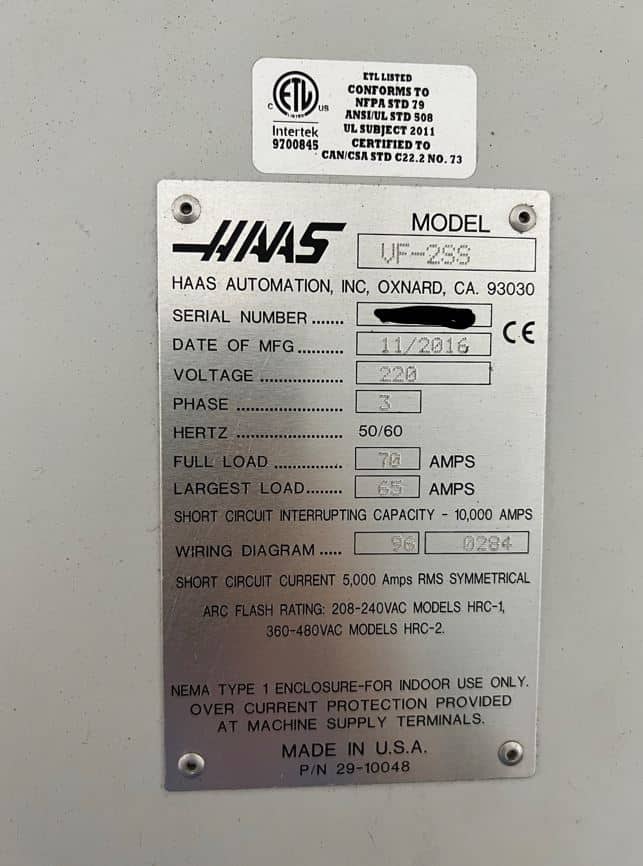 ETL LISTED
CONFORMS TO
NFPA STD 79
ANSI/UL STD 508
UL SUBJECT 2011
CERTIFIED TO
CAN/CSA STD C22.2 NO. 73
C ETL US
Intertek
9700845
HAAS
MODEL
VF-2SS
HAAS AUTOMATION, INC, OXNARD, CA. 93030
SERIAL NUMBER .......
CE
DATE OF MFG.......... 11/2016
VOLTAGE ................. 220
PHASE ...................... 3
HERTZ ...................... 50/60
FULL LOAD .............. 70 AMPS
LARGEST LOAD........ 65 AMPS
SHORT CIRCUIT INTERRUPTING CAPACITY - 10,000 AMPS
WIRING DIAGRAM ..... 96 0284
SHORT CIRCUIT CURRENT 5,000 Amps RMS SYMMETRICAL
ARC FLASH RATING: 208-240VAC MODELS HRC-1,
360-480VAC MODELS HRC-2.
NEMA TYPE 1 ENCLOSURE-FOR INDOOR USE ONLY.
OVER CURRENT PROTECTION PROVIDED
AT MACHINE SUPPLY TERMINALS.
MADE IN U.S.A.
P/N 29-10048